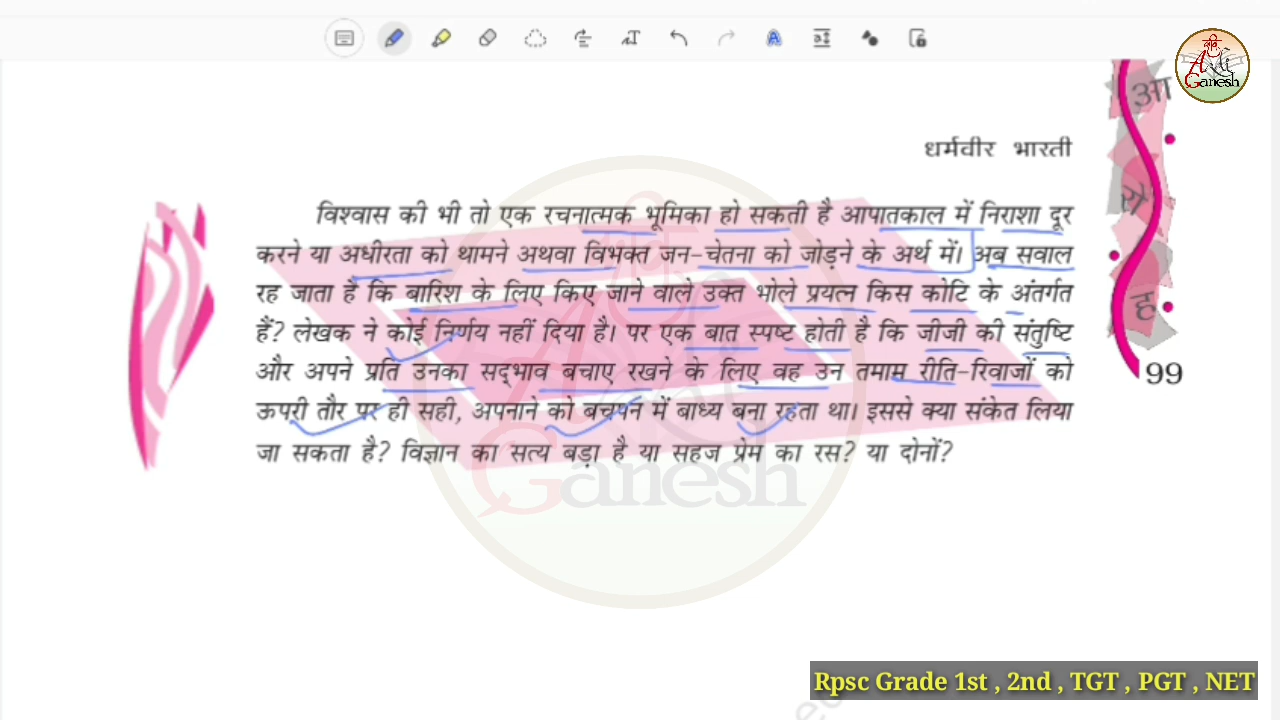 श्री
Adi
Ganesh
आ
रो
ह
धर्मवीर भारती
विश्वास की भी तो एक रचनात्मक भूमिका हो सकती है आपातकाल में निराशा दूर
करने या अधीरता को थामने अथवा विभक्त जन-चेतना को जोड़ने के अर्थ में। अब सवाल
रह जाता है कि बारिश के लिए किए जाने वाले उक्त भोले प्रयत्न किस कोटि के अंतर्गत
हैं? लेखक ने कोई निर्णय नहीं दिया है। पर एक बात स्पष्ट होती है कि जीजी की संतुष्टि
और अपने प्रति उनका सद्‌भाव बचाए रखने के लिए वह उन तमाम रीति-रिवाजों को
ऊपरी तौर पर ही सही, अपनाने को बचपन में बाध्य बना रहता था। इससे क्या संकेत लिया
जा सकता है? विज्ञान का सत्य बड़ा है या सहज प्रेम का रस? या दोनों?
99
Ganesh
Rpsc Grade 1st , 2nd , TGT , PGT , NET